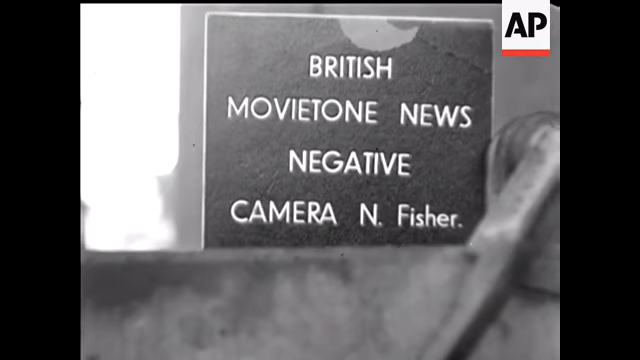 AP
BRITISH
MOVIETONE NEWS
NEGATIVE
CAMERA N. Fisher.